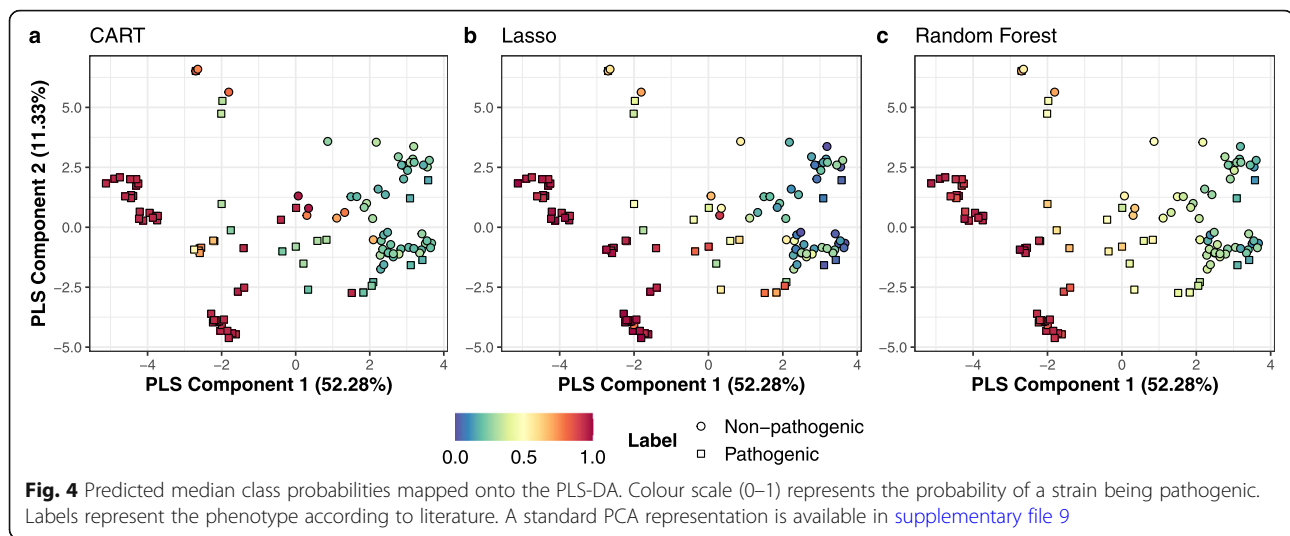 a CART
b Lasso
c Random Forest
PLS Component 2 (11.33%)
5.0
2.5
0.0
−2.5
−5.0
−4 −2 0 2 4
PLS Component 1 (52.28%)
5.0
2.5
0.0
−2.5
−5.0
−4 −2 0 2 4
PLS Component 1 (52.28%)
5.0
2.5
0.0
−2.5
−5.0
−4 −2 0 2 4
PLS Component 1 (52.28%)
0.0 0.5 1.0
Label
Non−pathogenic
Pathogenic
Fig. 4 Predicted median class probabilities mapped onto the PLS-DA. Colour scale (0–1) represents the probability of a strain being pathogenic.
Labels represent the phenotype according to literature. A standard PCA representation is available in supplementary file 9